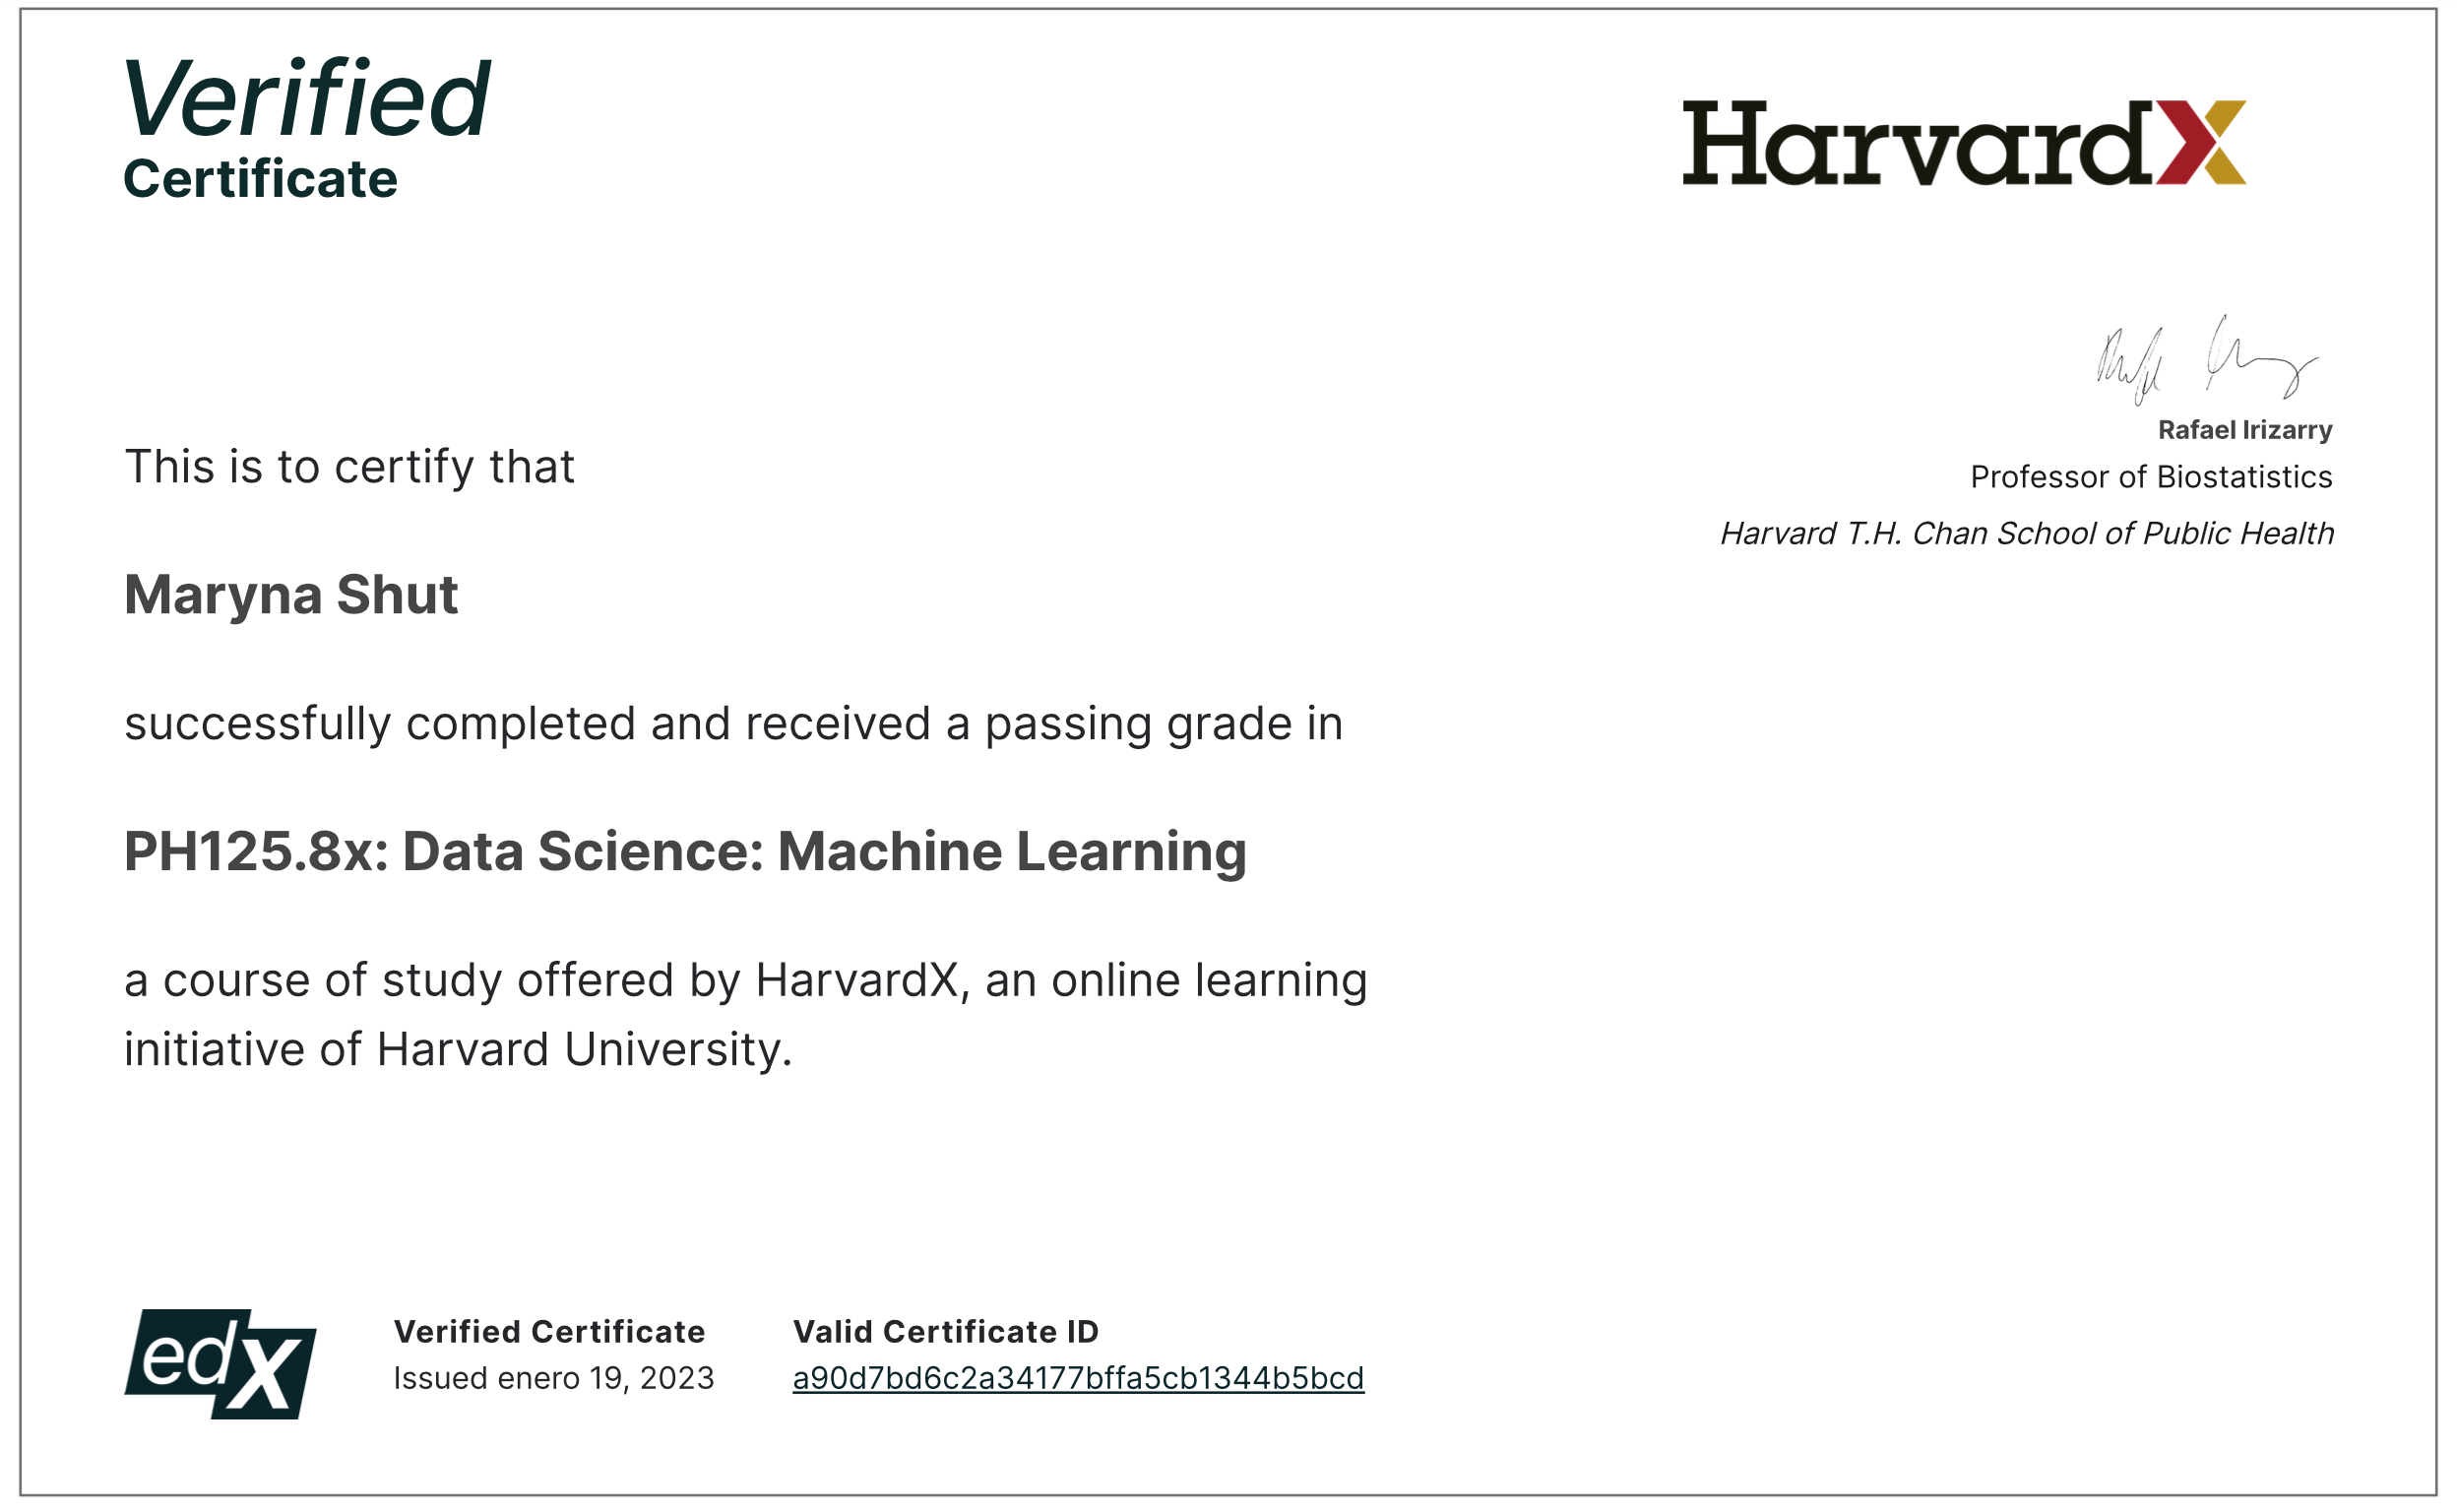 Verified
Certificate
HarvardX
Rafael Irizarry
Professor of Biostatistics
Harvard T.H. Chan School of Public Health
This is to certify that
Maryna Shut
successfully completed and received a passing grade in
PH125.8x: Data Science: Machine Learning
a course of study offered by HarvardX, an online learning
initiative of Harvard University.
edX
Verified Certificate
Issued enero 19, 2023
Valid Certificate ID
a90d7bd6c2a34177bffa5cb1344b5bcd